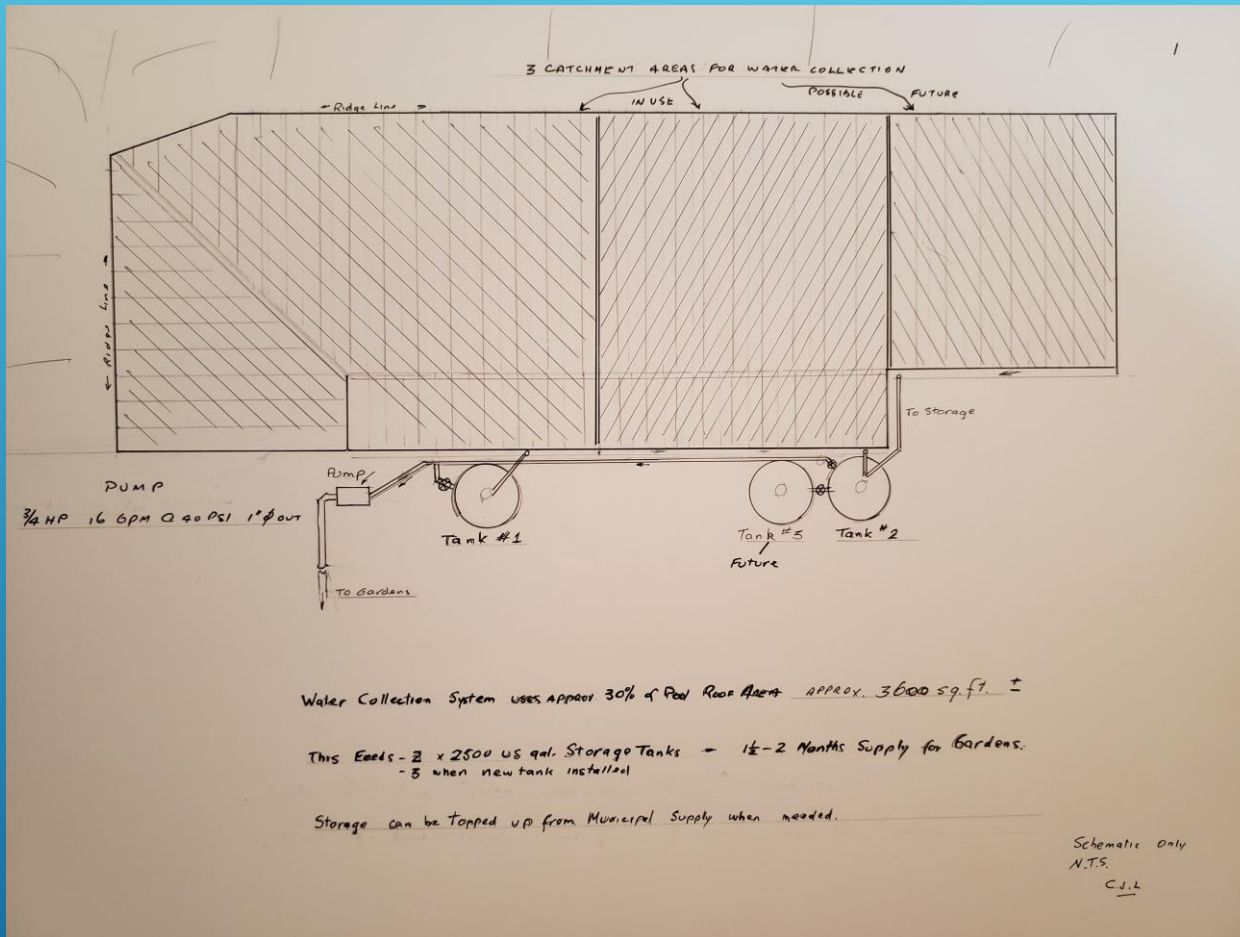 1
3 CATCHMENT AREAS FOR WATER COLLECTION
IN USE
POSSIBLE FUTURE
← Ridge Line →
← Ridge Line →
To Storage
PUMP
3/4 HP 16 GPM @ 40 PSI 1" ⌀ OUT
Pump
Tank #1
Tank #3
Future
Tank #2
To Gardens
Water Collection System USES APPROX 30% of Pool Roof AREA APPROX. 3600 sq.ft. ±
This Feeds - 2 x 2500 US gal. Storage Tanks - 1½-2 Months Supply for Gardens.
- 3 when new tank installed
Storage can be topped up from Municipal Supply when needed.
Schematic Only
N.T.S.
C.J.L